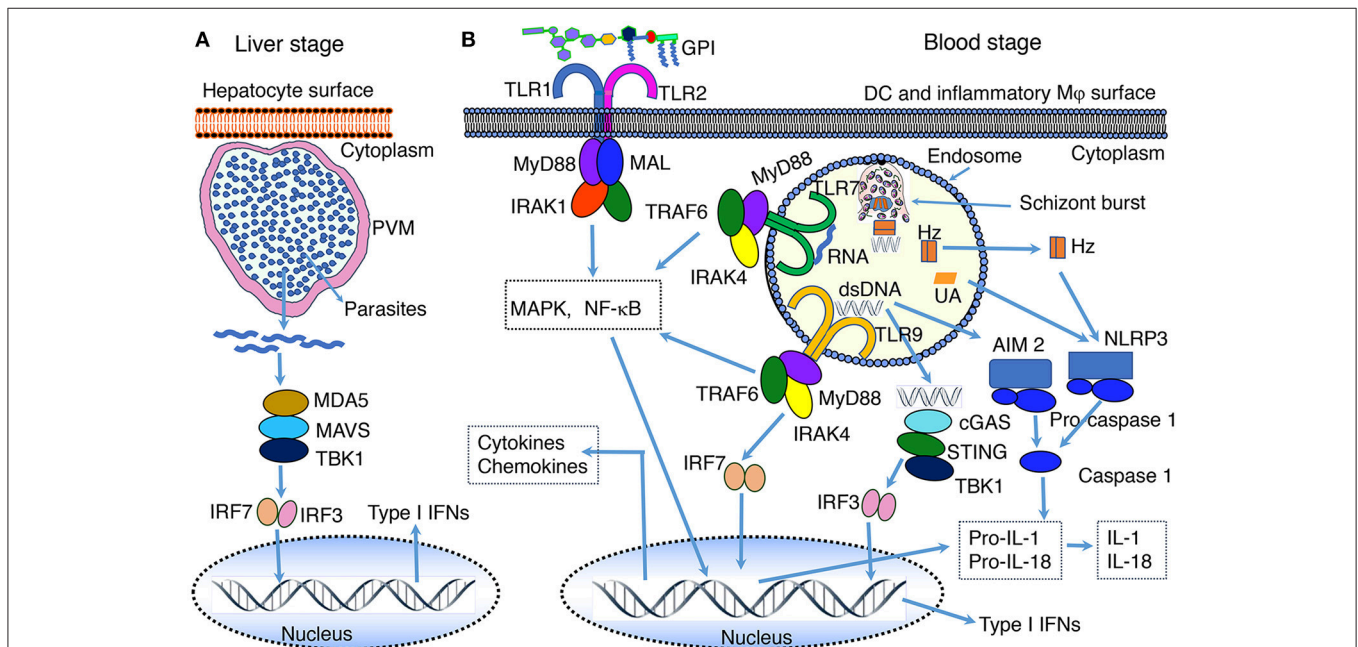 A
Liver stage
Hepatocyte surface
Cytoplasm
PVM
Parasites
MDA5
MAVS
TBK1
IRF7
IRF3
Type I IFNs
Nucleus
B
Blood stage
GPI
TLR1
TLR2
DC and inflammatory Mφ surface
Cytoplasm
MyD88
MAL
IRAK1
TRAF6
MyD88
IRAK4
Endosome
TLR7
Schizont burst
RNA
Hz
Hz
UA
dsDNA
TLR9
MAPK, NF-κB
TRAF6
MyD88
IRAK4
AIM 2
NLRP3
Pro-caspase 1
Caspase 1
cGAS
STING
TBK1
Cytokines
Chemokines
IRF7
IRF3
Pro-IL-1
Pro-IL-18
IL-1
IL-18
Type I IFNs
Nucleus